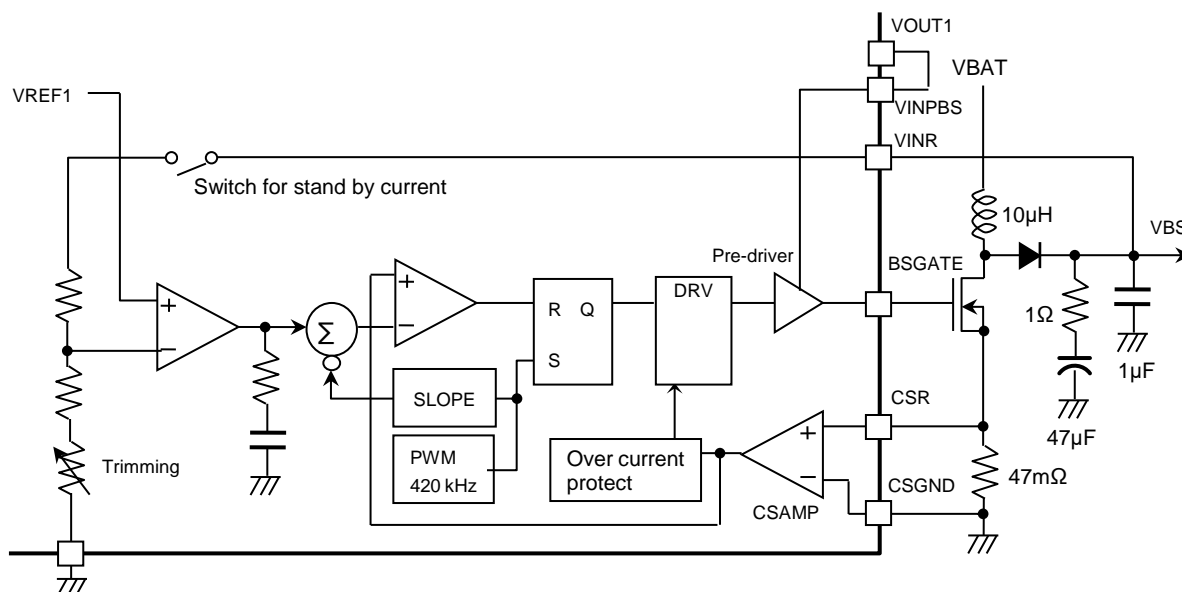 VOUT1
VBAT
VREF1
VINPBS
VINR
Switch for stand by current
10µH
VBS
Pre-driver
BSGATE
+
+
DRV
Σ
R Q
1Ω
−
−
S
1µF
SLOPE
CSR
47µF
Trimming
PWM
420 kHz
Over current
protect
+
−
CSGND
47mΩ
CSAMP